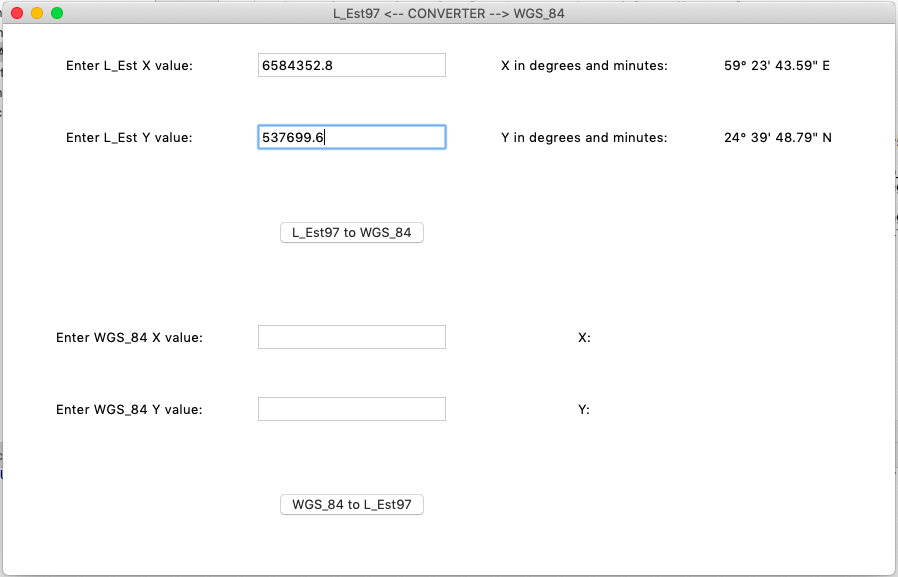 L_Est97 <-- CONVERTER --> WGS_84
Enter L_Est X value: 6584352.8 X in degrees and minutes: 59° 23' 43.59" E
Enter L_Est Y value: 537699.6 Y in degrees and minutes: 24° 39' 48.79" N
L_Est97 to WGS_84
Enter WGS_84 X value: X:
Enter WGS_84 Y value: Y:
WGS_84 to L_Est97